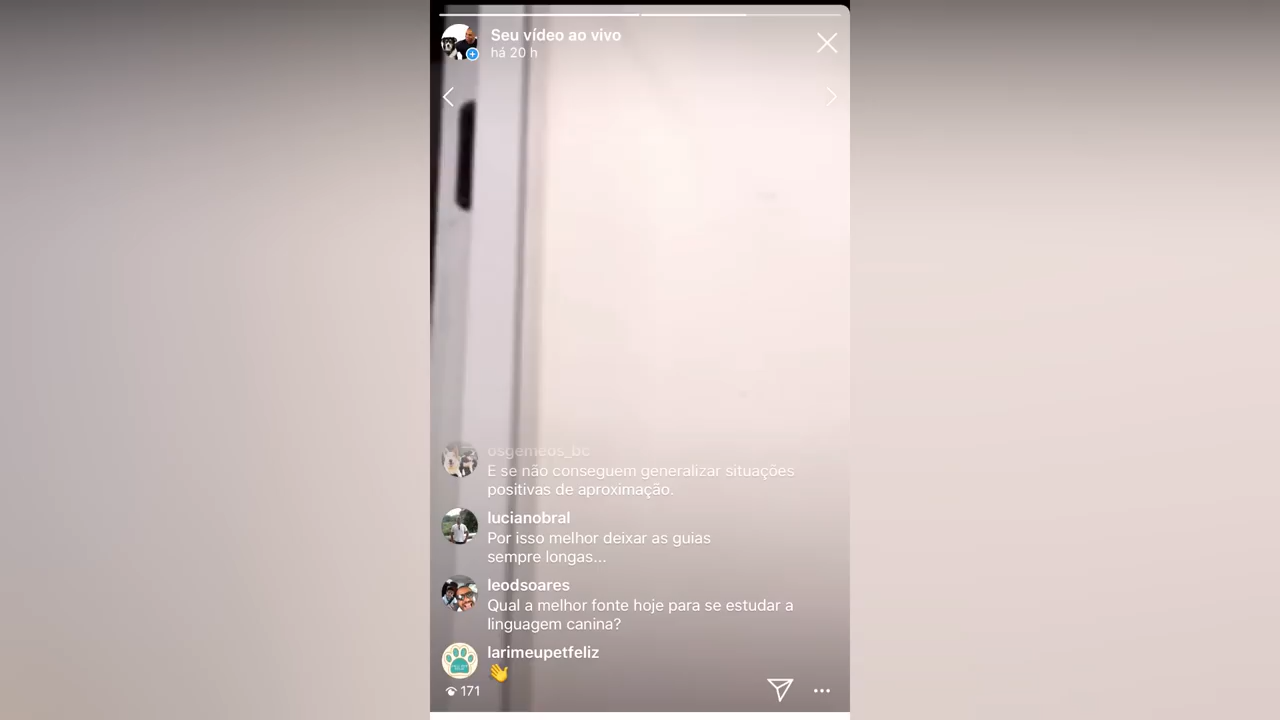 Seu vídeo ao vivo
há 20 h
osgemeos_bc
E se não conseguem generalizar situações
positivas de aproximação.
lucianobral
Por isso melhor deixar as guias
sempre longas...
leodsoares
Qual a melhor fonte hoje para se estudar a
linguagem canina?
larimeupetfeliz
👋
171